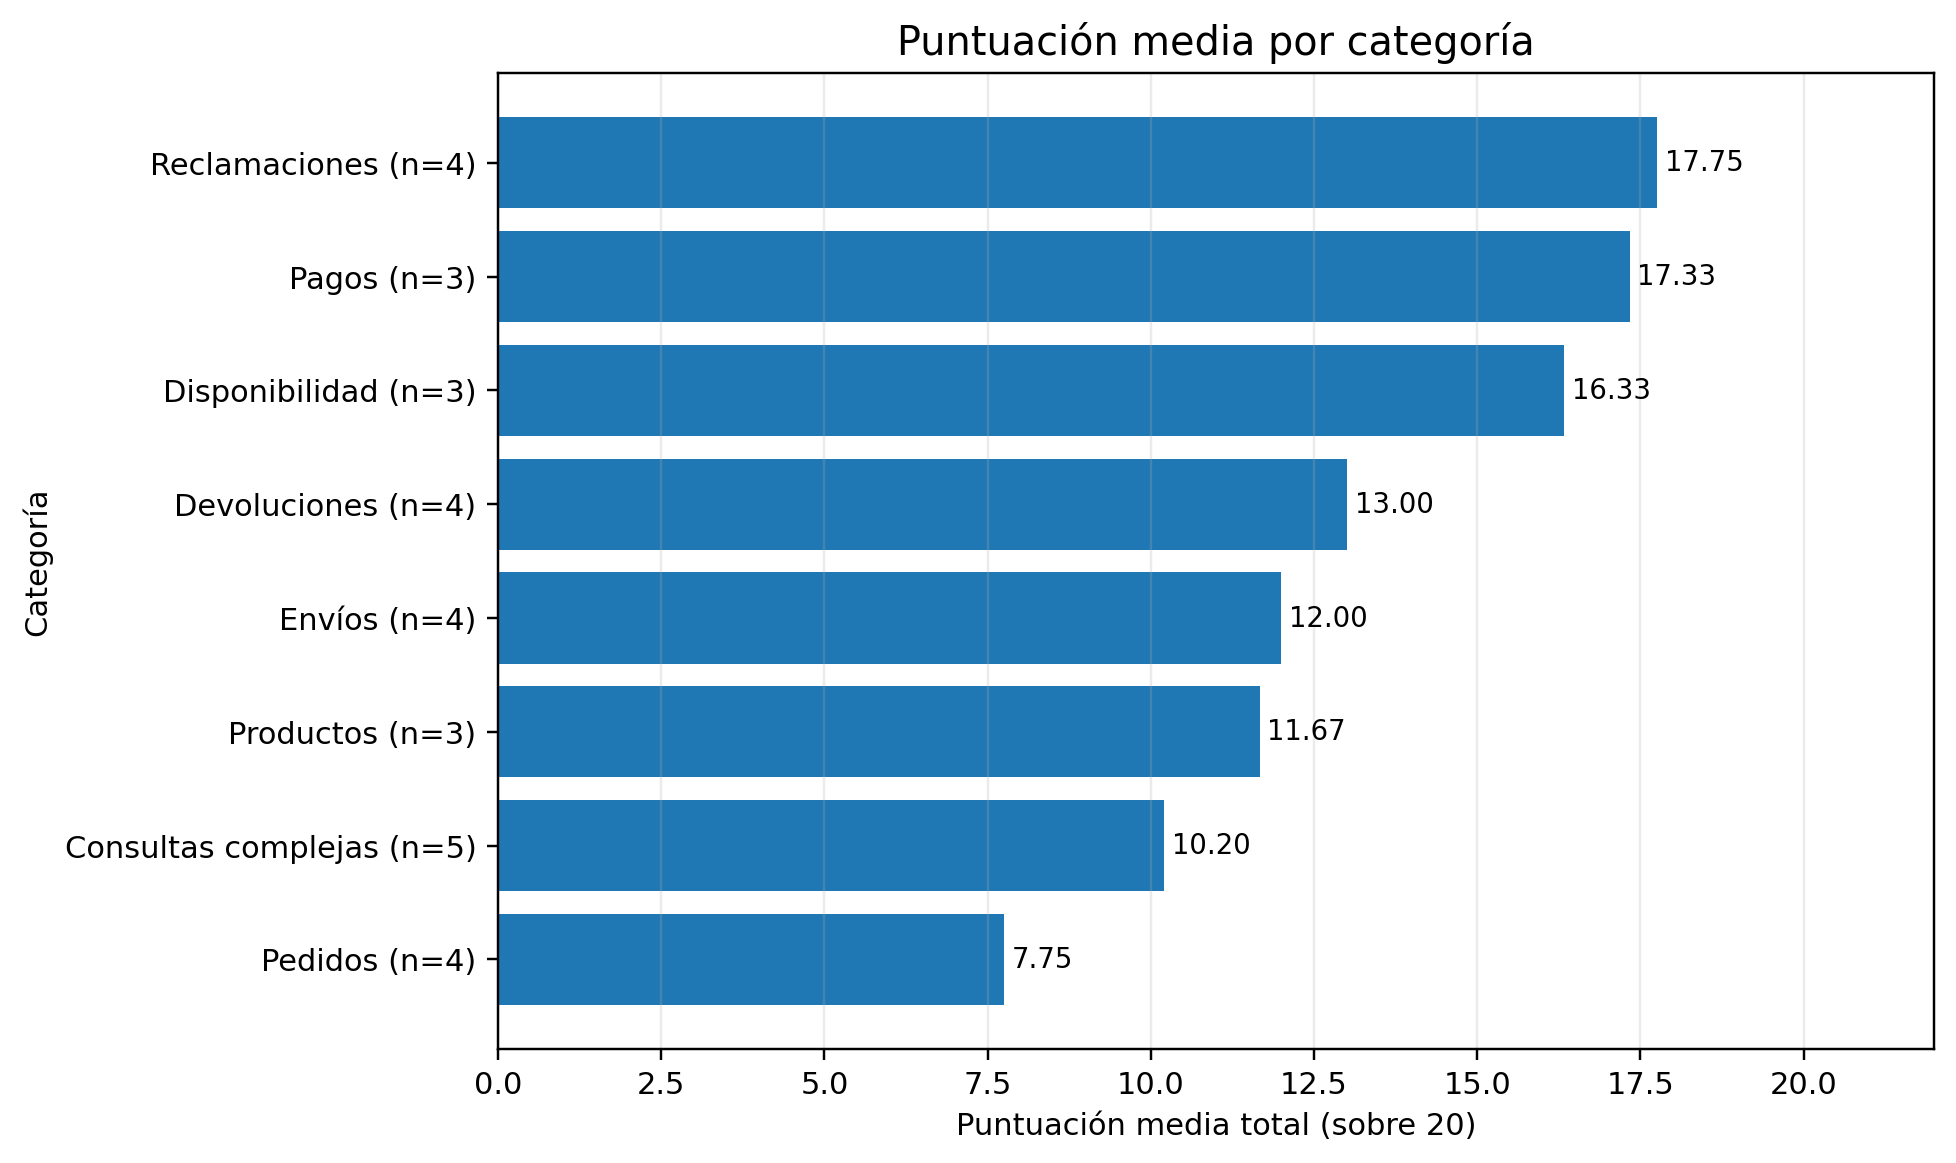 Puntuación media por categoría
Categoría
Reclamaciones (n=4) 17.75
Pagos (n=3) 17.33
Disponibilidad (n=3) 16.33
Devoluciones (n=4) 13.00
Envíos (n=4) 12.00
Productos (n=3) 11.67
Consultas complejas (n=5) 10.20
Pedidos (n=4) 7.75
0.0 2.5 5.0 7.5 10.0 12.5 15.0 17.5 20.0
Puntuación media total (sobre 20)